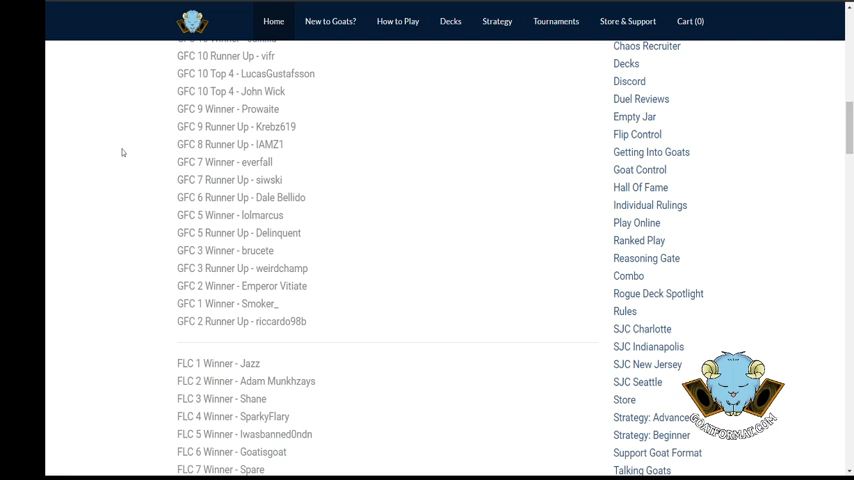 Home New to Goats? How to Play Decks Strategy Tournaments Store & Support Cart (0)
GFC 10 Runner Up - vifr
GFC 10 Top 4 - LucasGustafsson
GFC 10 Top 4 - John Wick
GFC 9 Winner - Prowaite
GFC 9 Runner Up - Krebz619
GFC 8 Runner Up - IAMZ1
GFC 7 Winner - everfall
GFC 7 Runner Up - siwski
GFC 6 Runner Up - Dale Bellido
GFC 5 Winner - lolmarcus
GFC 5 Runner Up - Delinquent
GFC 3 Winner - brucete
GFC 3 Runner Up - weirdchamp
GFC 2 Winner - Emperor Vitiate
GFC 1 Winner - Smoker_
GFC 2 Runner Up - riccardo98b
FLC 1 Winner - Jazz
FLC 2 Winner - Adam Munkhzays
FLC 3 Winner - Shane
FLC 4 Winner - SparkyFlary
FLC 5 Winner - Iwasbanned0ndn
FLC 6 Winner - Goatisgoat
FLC 7 Winner - Spare
Chaos Recruiter
Decks
Discord
Duel Reviews
Empty Jar
Flip Control
Getting Into Goats
Goat Control
Hall Of Fame
Individual Rulings
Play Online
Ranked Play
Reasoning Gate
Combo
Rogue Deck Spotlight
Rules
SJC Charlotte
SJC Indianapolis
SJC New Jersey
SJC Seattle
Store
Strategy: Advance
Strategy: Beginner
Support Goat Format
Talking Goats
GOATFORMAT.COM